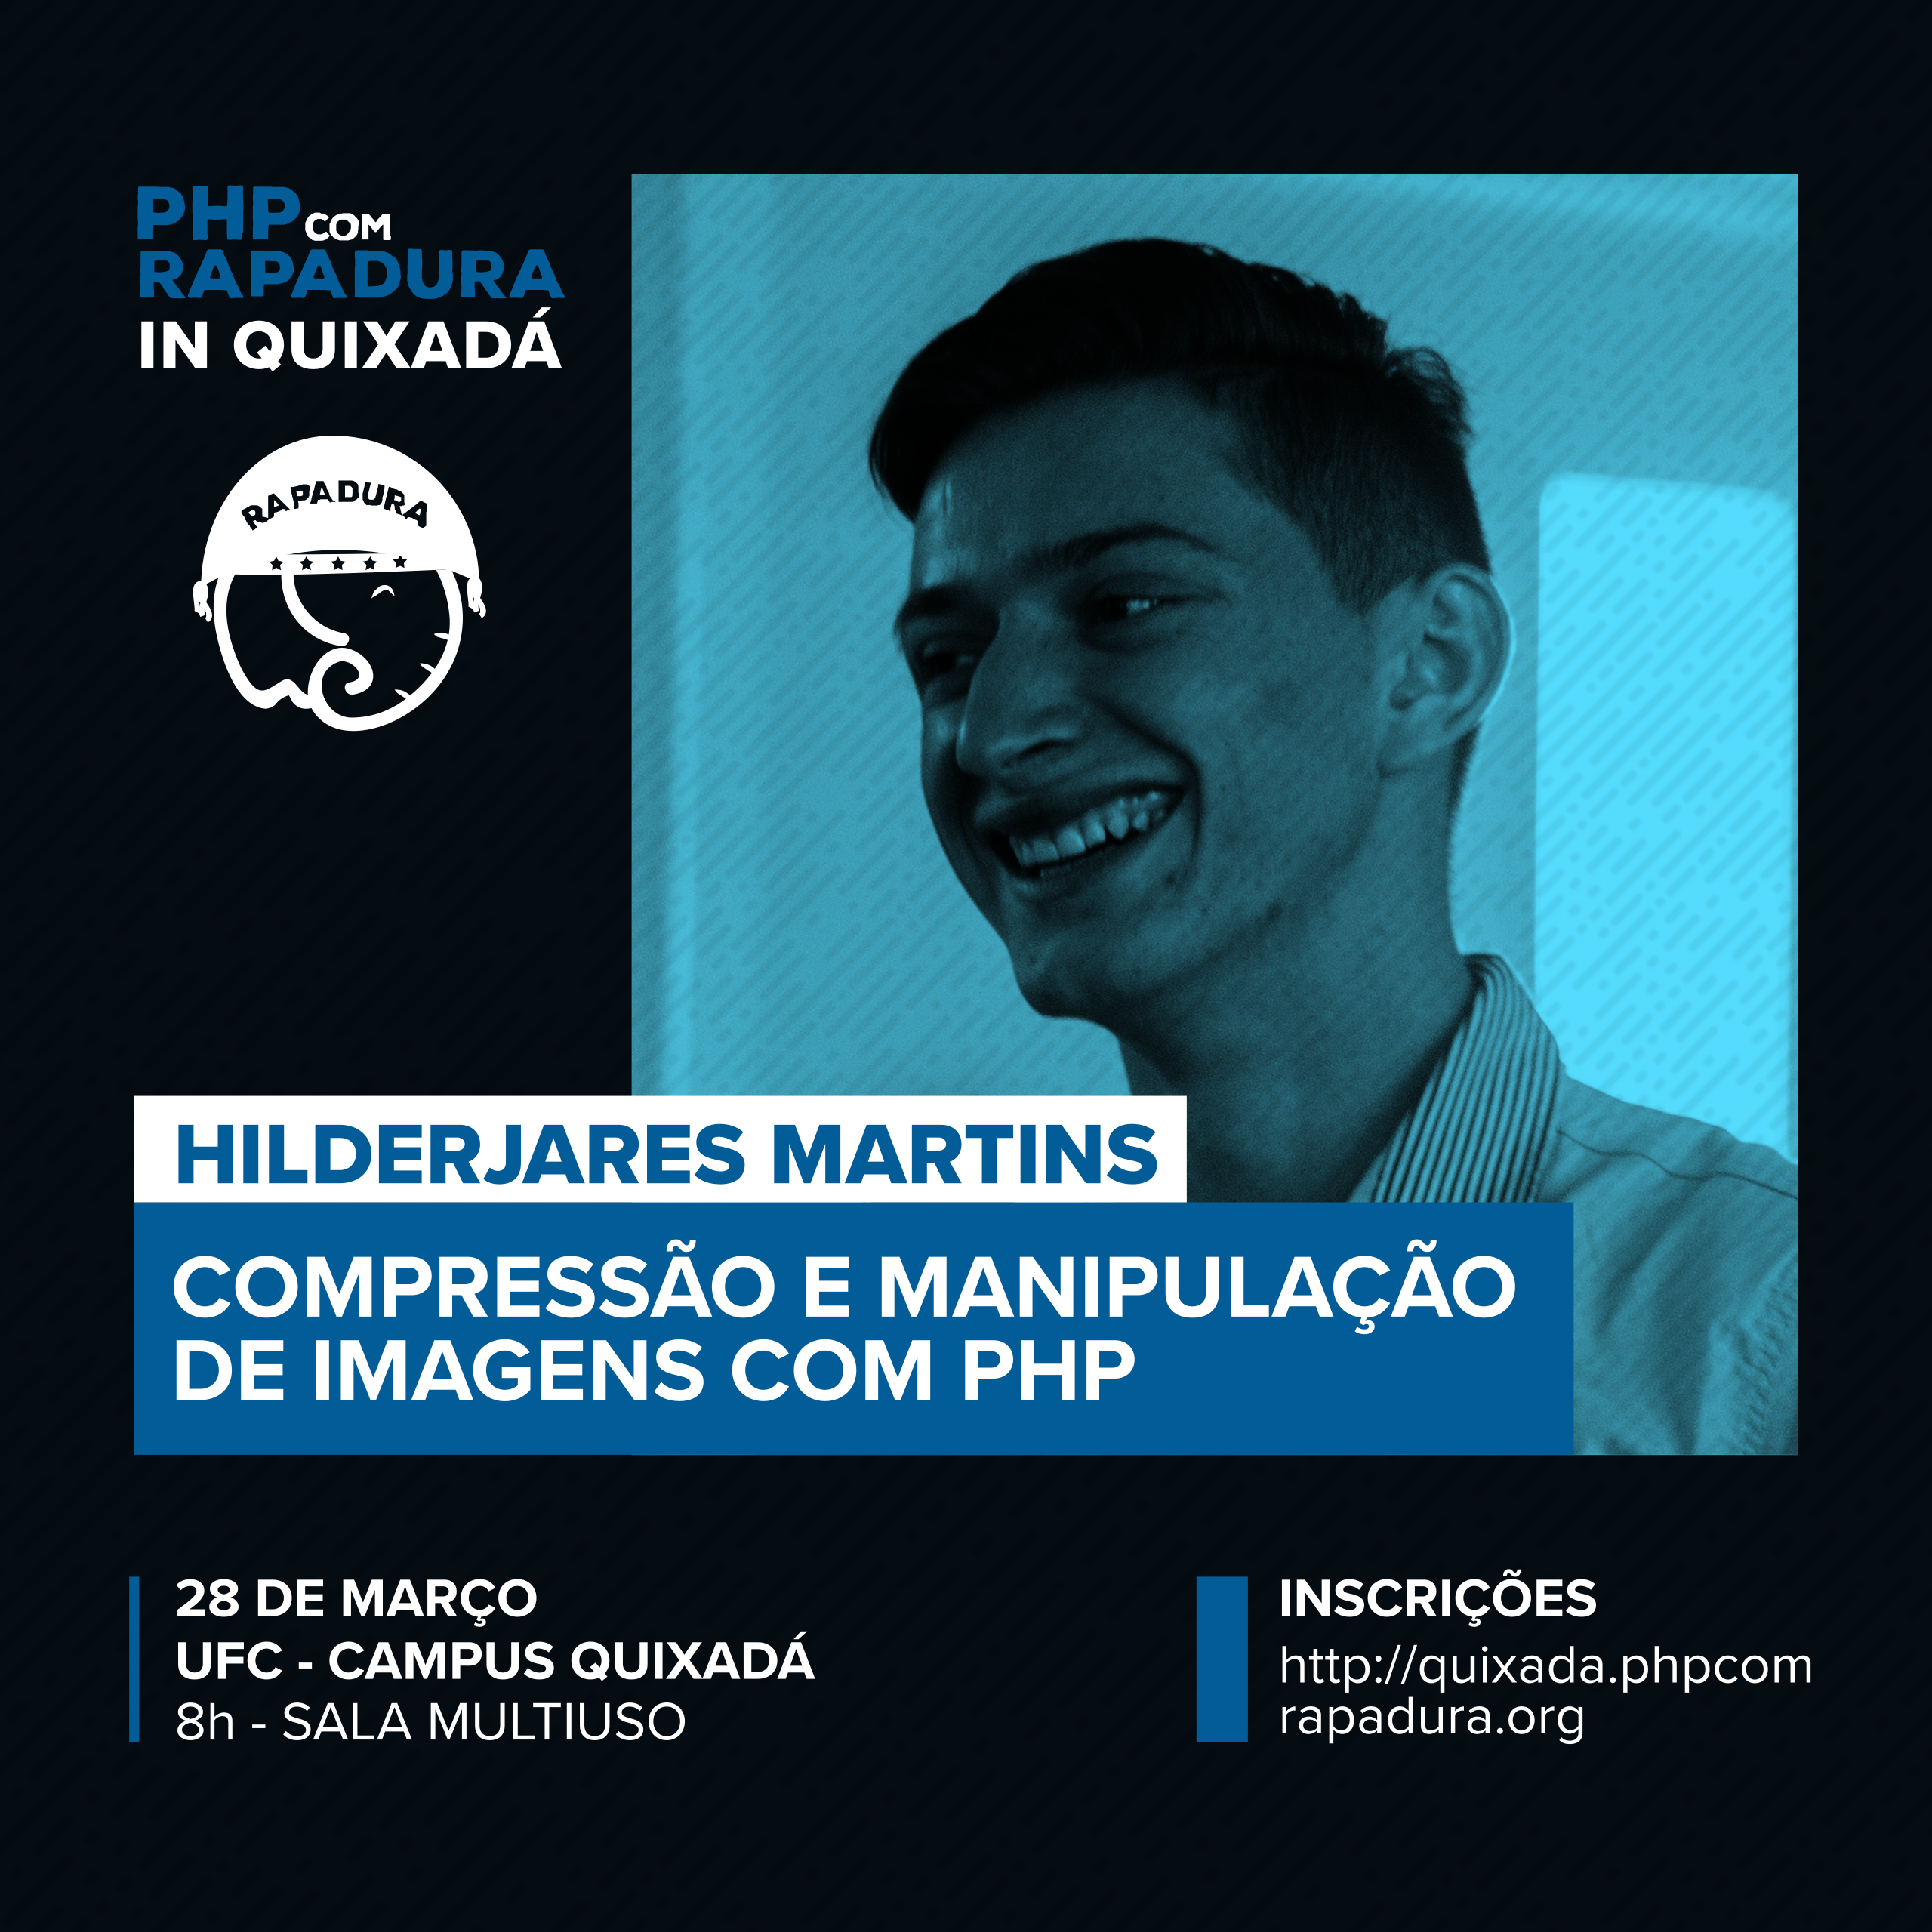 PHP COM
RAPADURA
IN QUIXADÁ
RAPADURA
HILDERJARES MARTINS
COMPRESSÃO E MANIPULAÇÃO
DE IMAGENS COM PHP
28 DE MARÇO
UFC - CAMPUS QUIXADÁ
8h - SALA MULTIUSO
INSCRIÇÕES
http://quixada.phpcom
rapadura.org